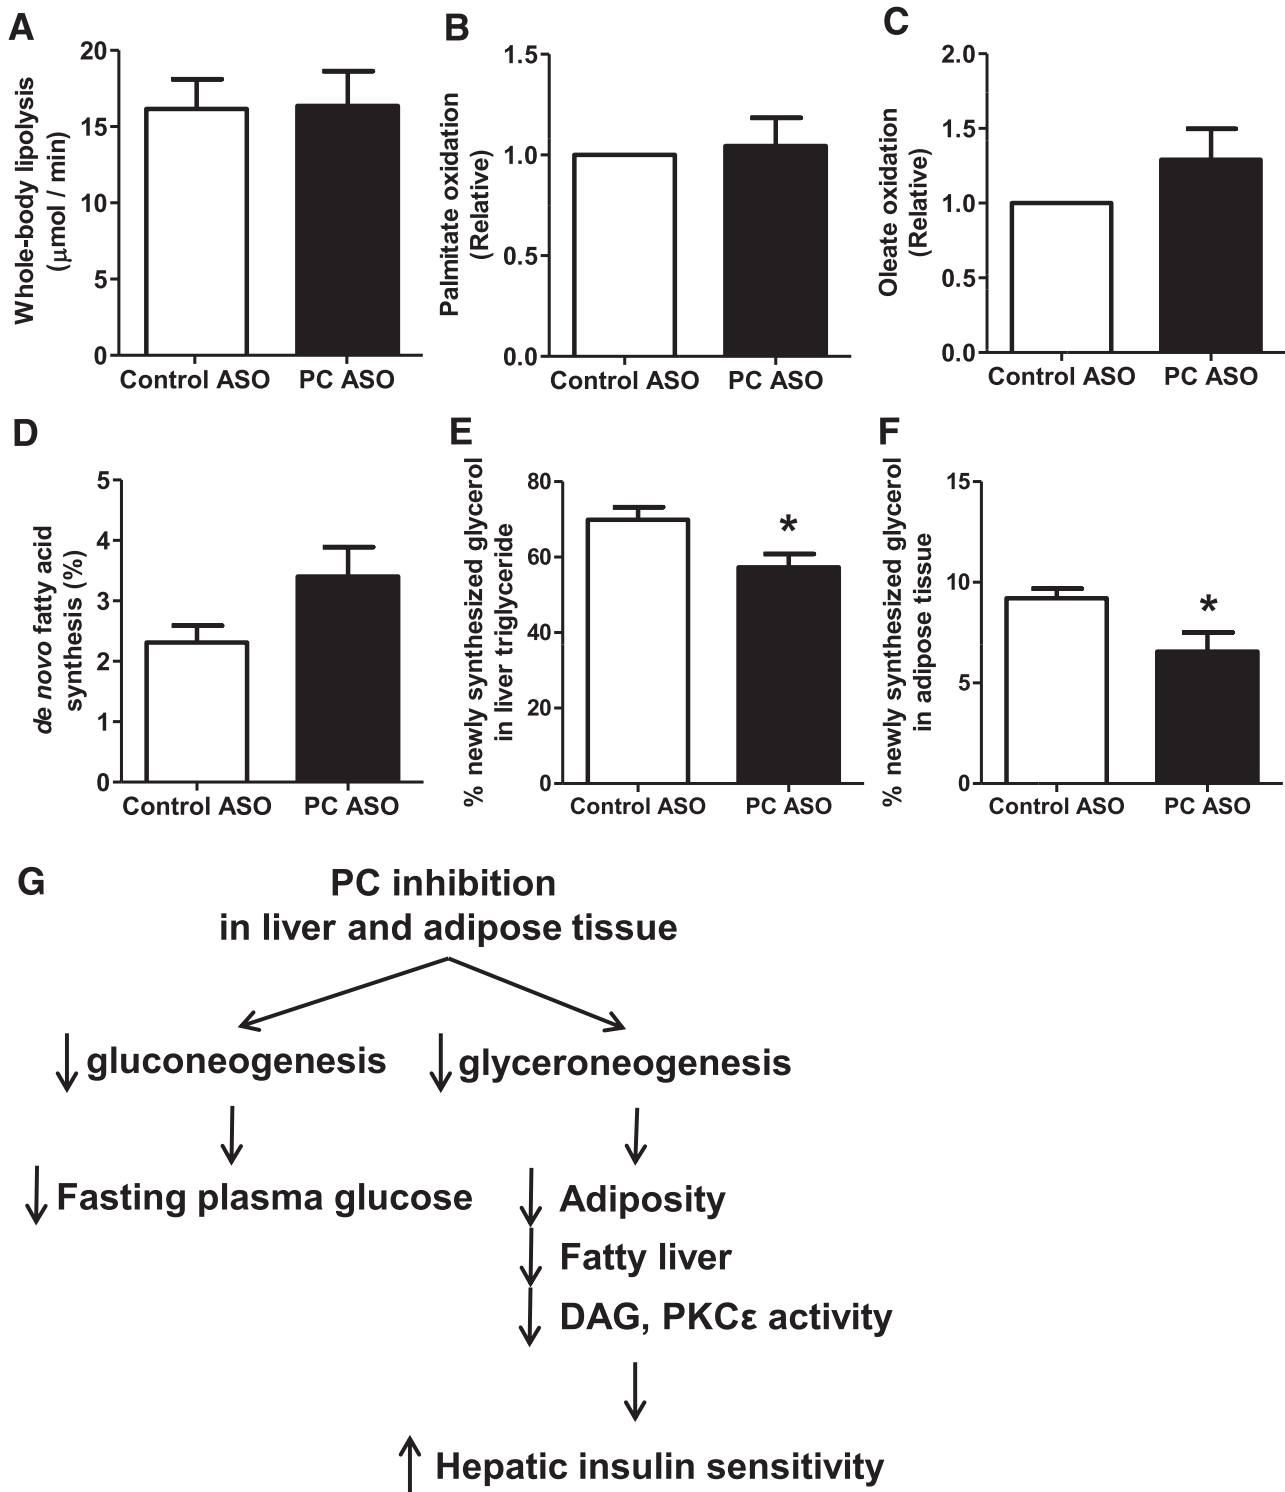 A
Whole-body lipolysis
(μmol / min)
20
15
10
5
0
Control ASO
PC ASO
B
Palmitate oxidation
(Relative)
1.5
1.0
0.5
0.0
Control ASO
PC ASO
C
Oleate oxidation
(Relative)
2.0
1.5
1.0
0.5
0.0
Control ASO
PC ASO
D
de novo fatty acid
synthesis (%)
5
4
3
2
1
0
Control ASO
PC ASO
E
% newly synthesized glycerol
in liver triglyceride
80
60
40
20
0
*
Control ASO
PC ASO
F
% newly synthesized glycerol
in adipose tissue
15
10
5
0
*
Control ASO
PC ASO
G
PC inhibition
in liver and adipose tissue
↓ gluconeogenesis
↓ glyceroneogenesis
↓ Fasting plasma glucose
↓ Adiposity
↓ Fatty liver
↓ DAG, PKCε activity
↑ Hepatic insulin sensitivity